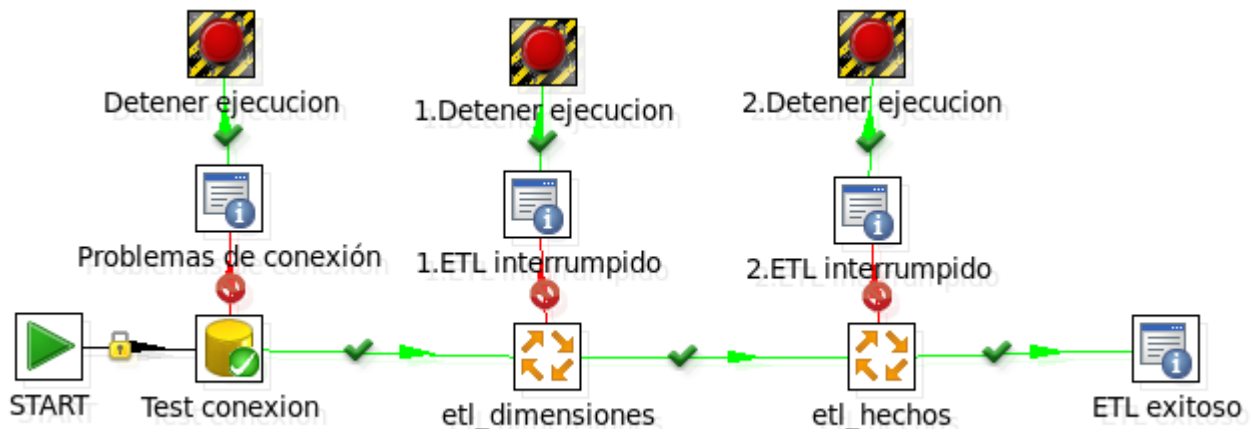 Detener ejecucion
1.Detener ejecucion
2.Detener ejecucion
Problemas de conexión
1.ETL interrumpido
2.ETL interrumpido
START
Test conexion
etl_dimensiones
etl_hechos
ETL exitoso